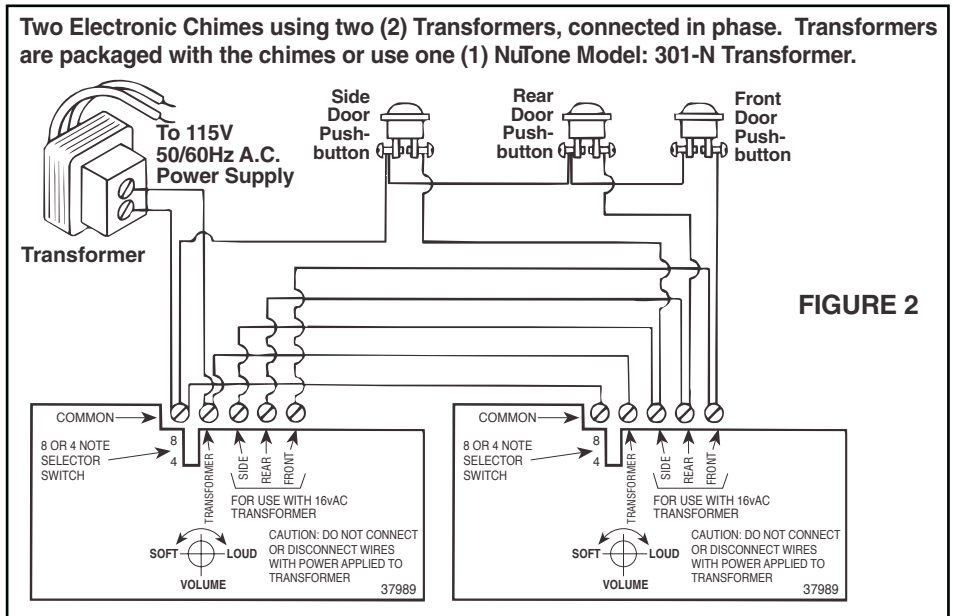 Two Electronic Chimes using two (2) Transformers, connected in phase. Transformers
are packaged with the chimes or use one (1) NuTone Model: 301-N Transformer.
To 115V
50/60Hz A.C.
Power Supply
Transformer
Side
Door
Push-
button
Rear
Door
Push-
button
Front
Door
Push-
button
FIGURE 2
COMMON
8 OR 4 NOTE
SELECTOR
SWITCH
8
4
TRANSFORMER
SIDE
REAR
FRONT
FOR USE WITH 16vAC
TRANSFORMER
SOFT
LOUD
VOLUME
CAUTION: DO NOT CONNECT
OR DISCONNECT WIRES
WITH POWER APPLIED TO
TRANSFORMER
37989
COMMON
8 OR 4 NOTE
SELECTOR
SWITCH
8
4
TRANSFORMER
SIDE
REAR
FRONT
FOR USE WITH 16vAC
TRANSFORMER
SOFT
LOUD
VOLUME
CAUTION: DO NOT CONNECT
OR DISCONNECT WIRES
WITH POWER APPLIED TO
TRANSFORMER
37989